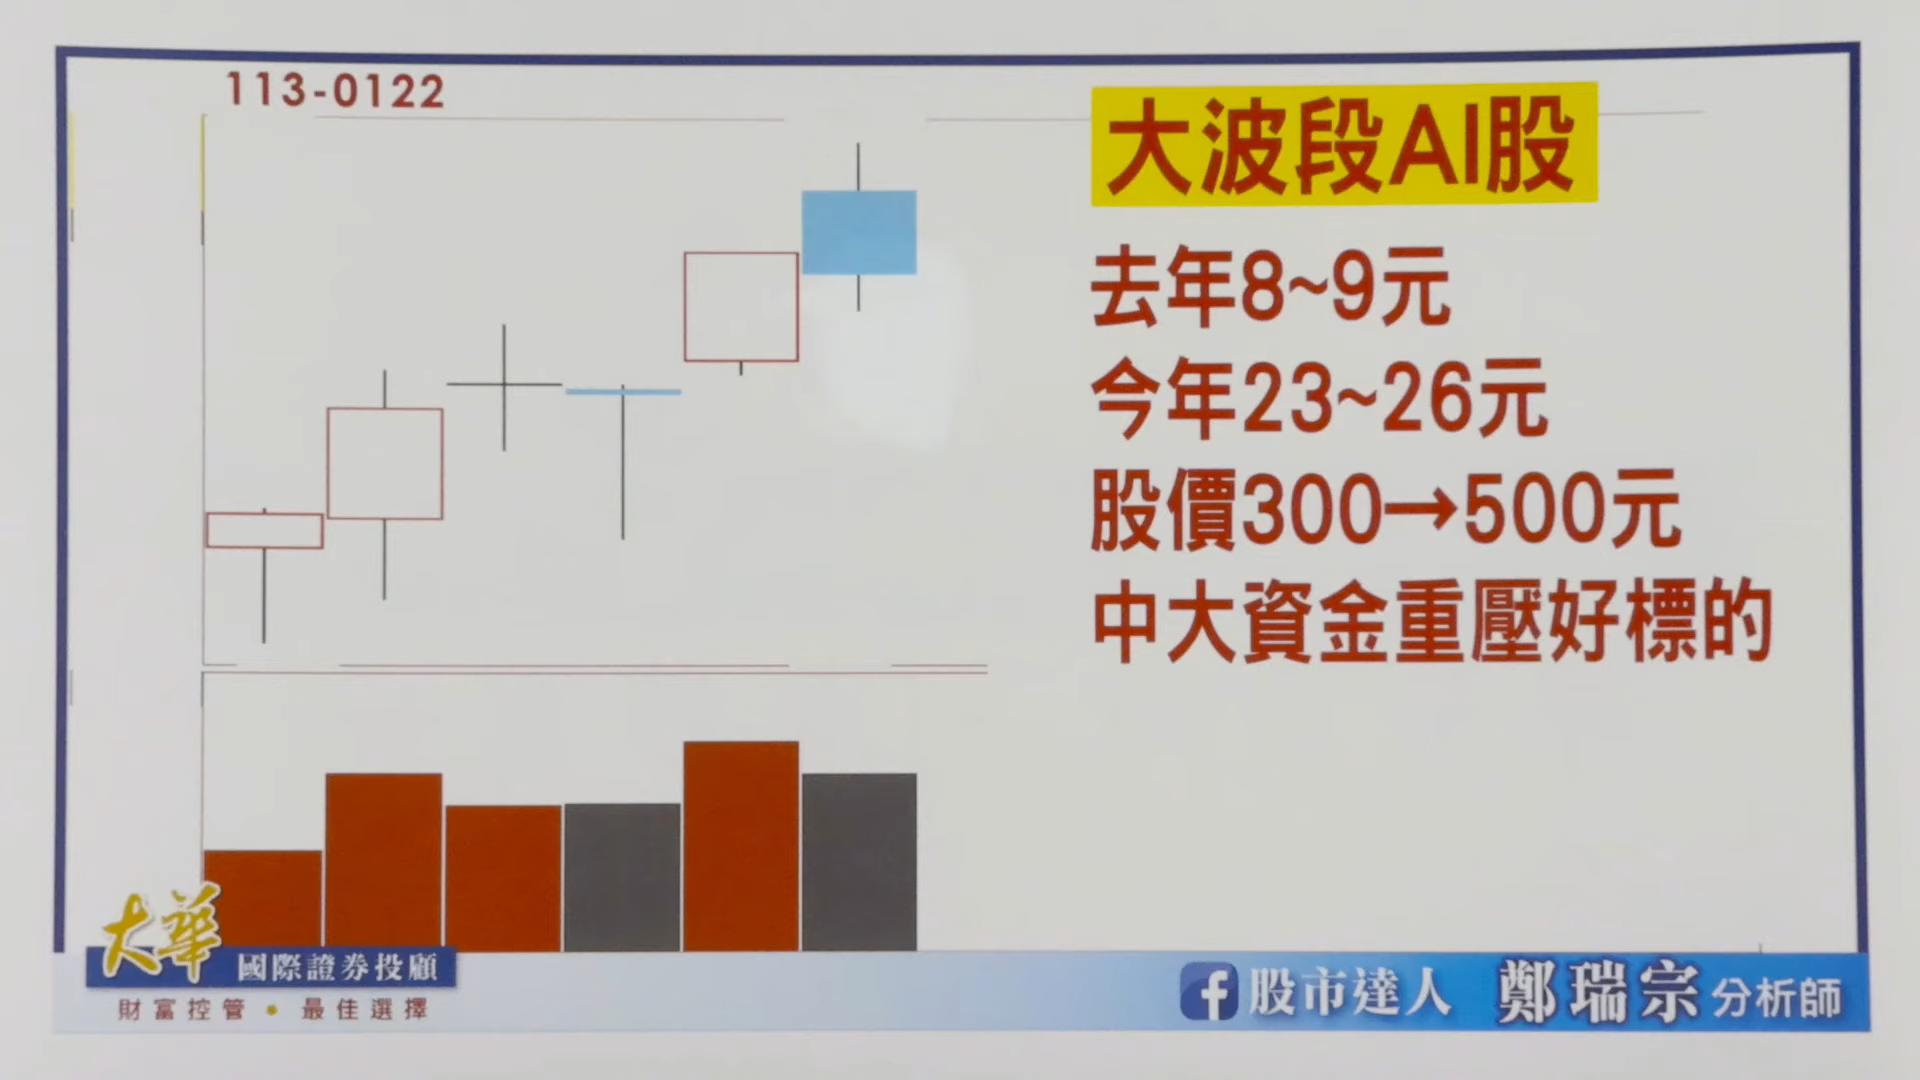 113-0122
大波段AI股
去年8~9元
今年23~26元
股價300→500元
中大資金重壓好標的
大華
國際證券投顧
財富控管•最佳選擇
股市達人 鄭瑞宗分析師